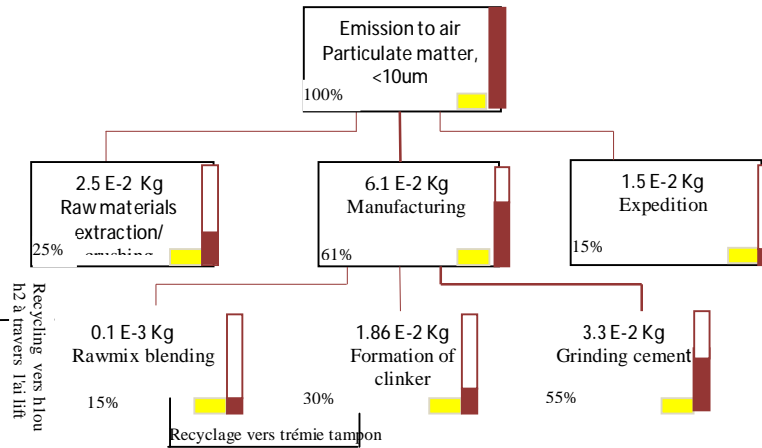 Emission to air
Particulate matter,
<10um
100%
2.5 E-2 Kg
Raw materials
extraction/
crushing
25%
6.1 E-2 Kg
Manufacturing
61%
1.5 E-2 Kg
Expedition
15%
Recycling vers h1ou
h2 à travers l'ai lift
0.1 E-3 Kg
Rawmix blending
15%
1.86 E-2 Kg
Formation of
clinker
30%
3.3 E-2 Kg
Grinding cement
55%
Recyclage vers trémie tampon